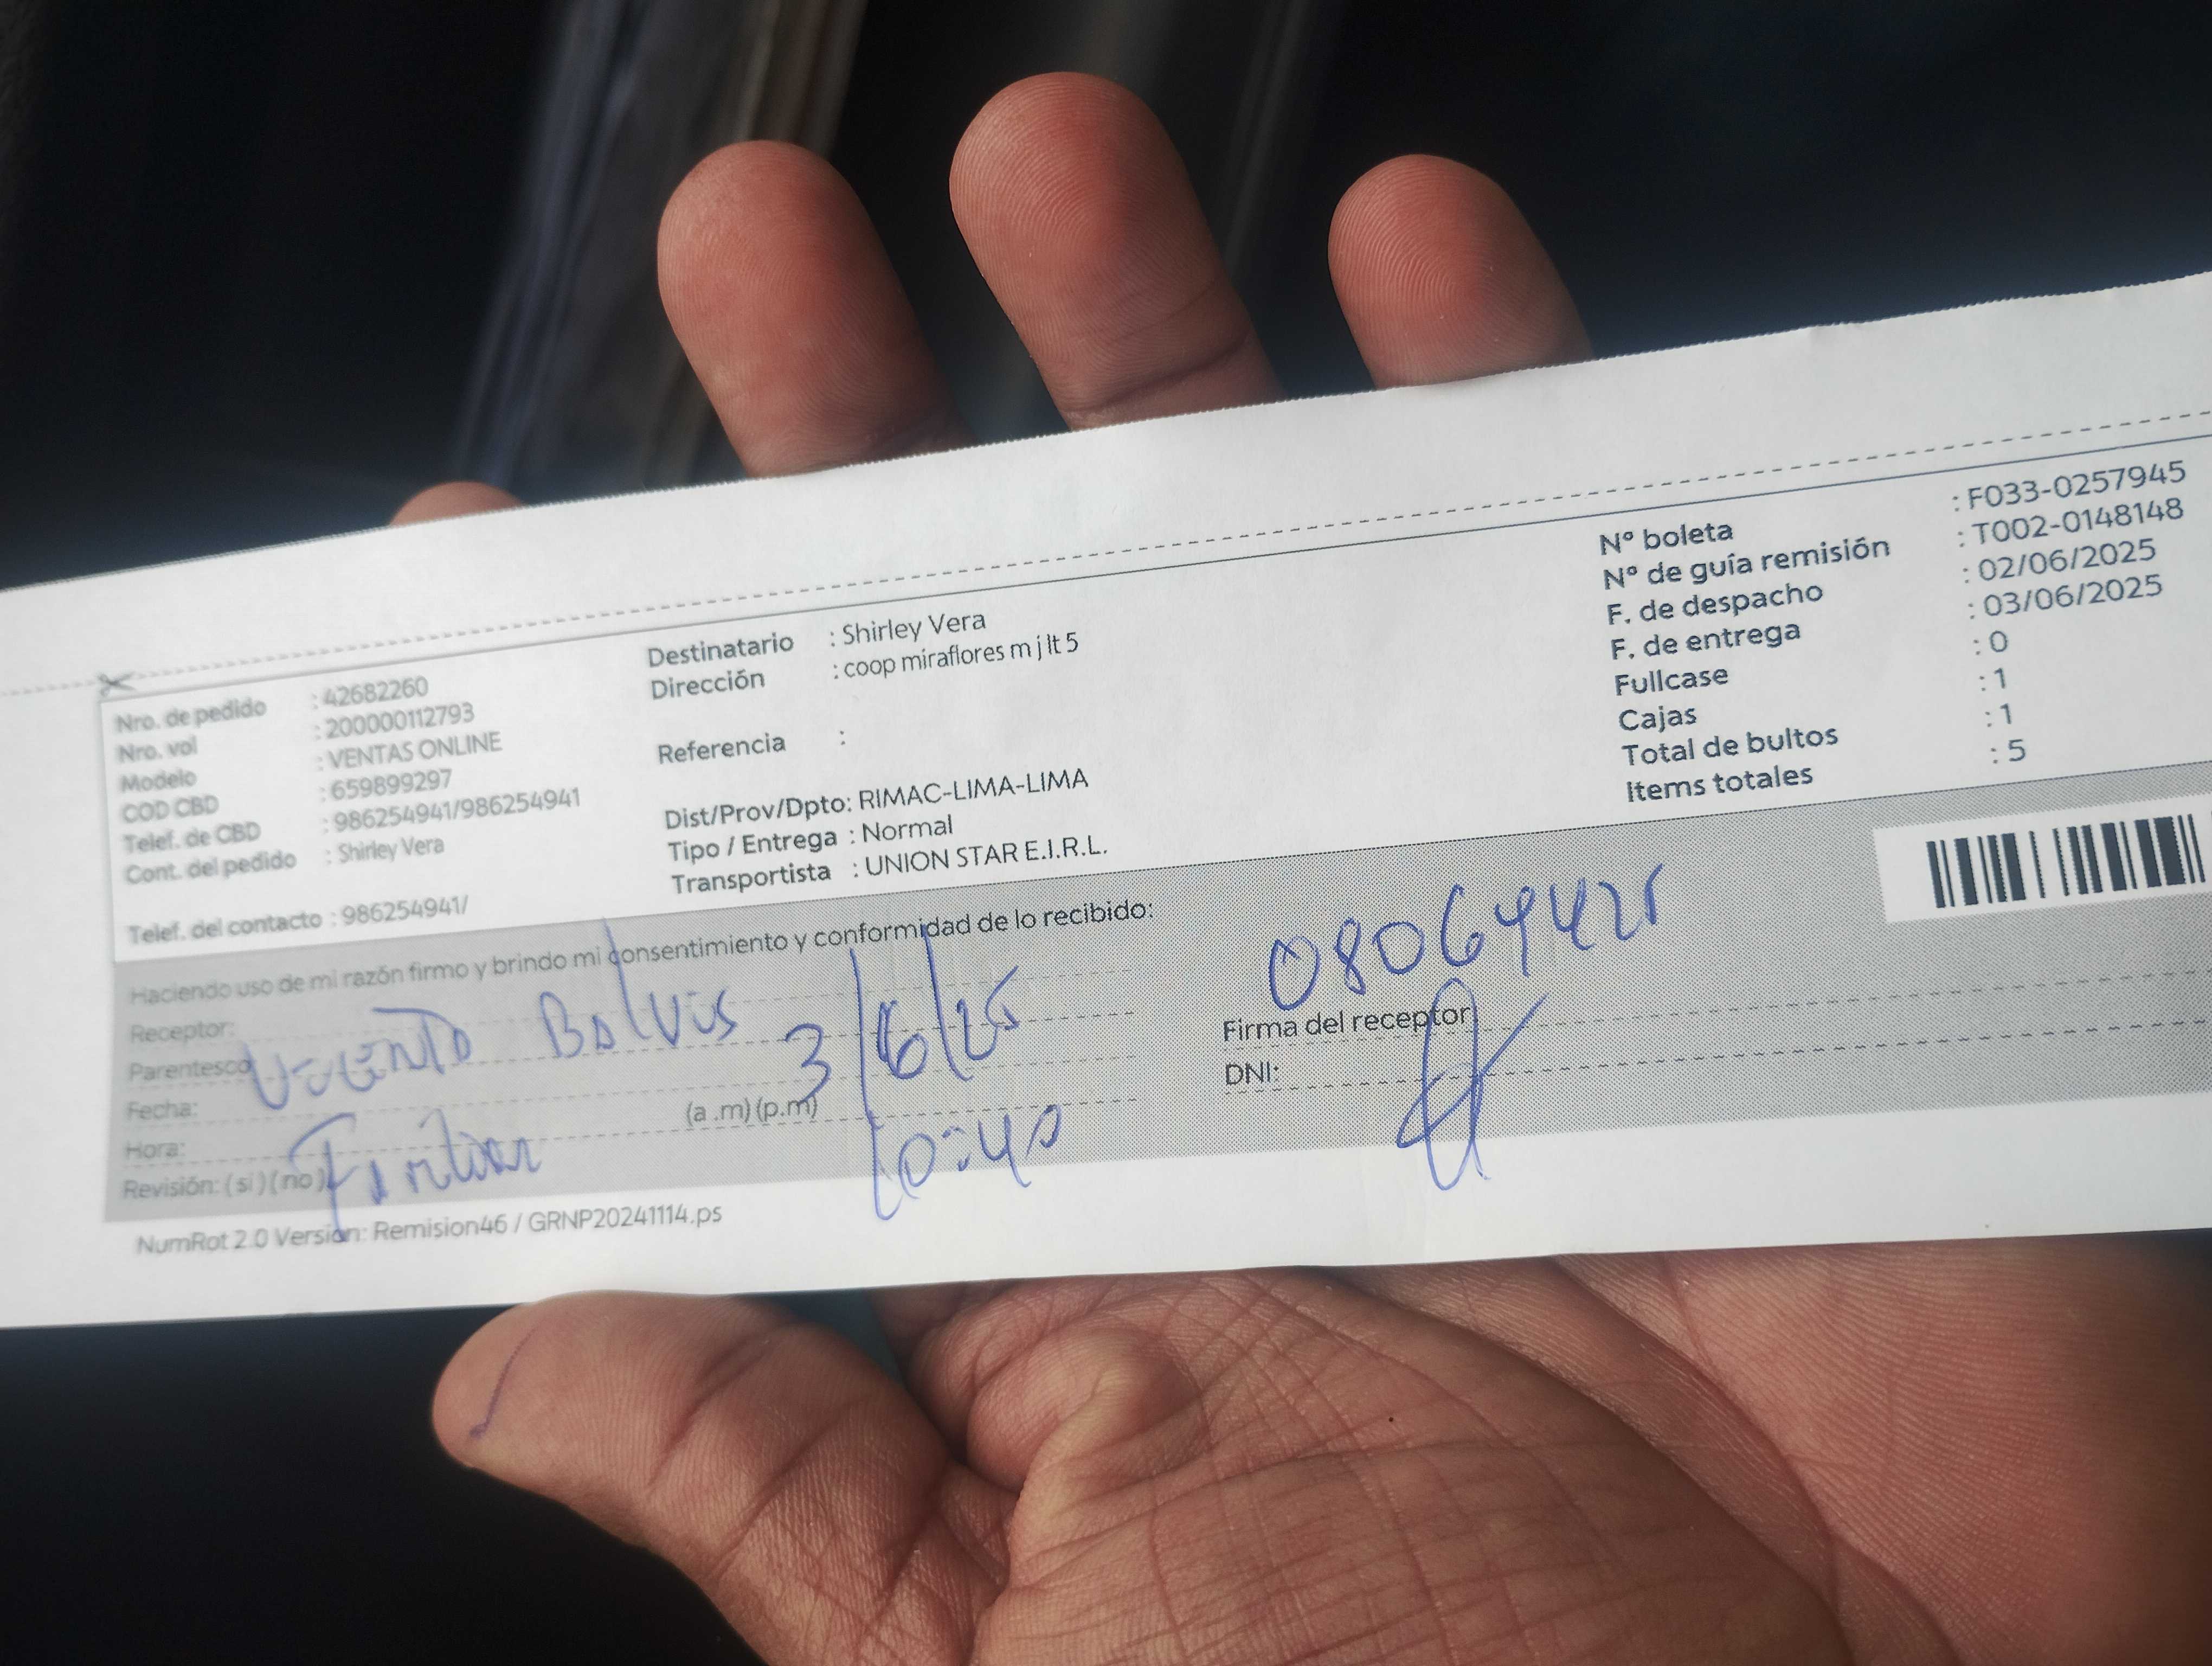 Nro. de pedido : 42682260
Nro. vol : 200000112793
Modelo : VENTAS ONLINE
COD CBD : 659899297
Telef. de CBD : 986254941/986254941
Cont. del pedido : Shirley Vera
Telef. del contacto : 986254941/
Destinatario : Shirley Vera
Dirección : coop miraflores m j lt 5
Referencia :
Dist/Prov/Dpto: RIMAC-LIMA-LIMA
Tipo / Entrega : Normal
Transportista : UNION STAR E.I.R.L.
Nº boleta : F033-0257945
Nº de guía remisión : T002-0148148
F. de despacho : 02/06/2025
F. de entrega : 03/06/2025
Fullcase : 0
Cajas : 1
Total de bultos : 1
Items totales : 5
Haciendo uso de mi razón firmo y brindo mi consentimiento y conformidad de lo recibido:
Receptor:
Parentesco
Fecha: 3/6/25
Hora: (a .m) (p.m) 10:40
Revisión: ( si ) ( no )
Firma del receptor
DNI:
NumRot 2.0 Version: Remision46 / GRNP20241114.ps